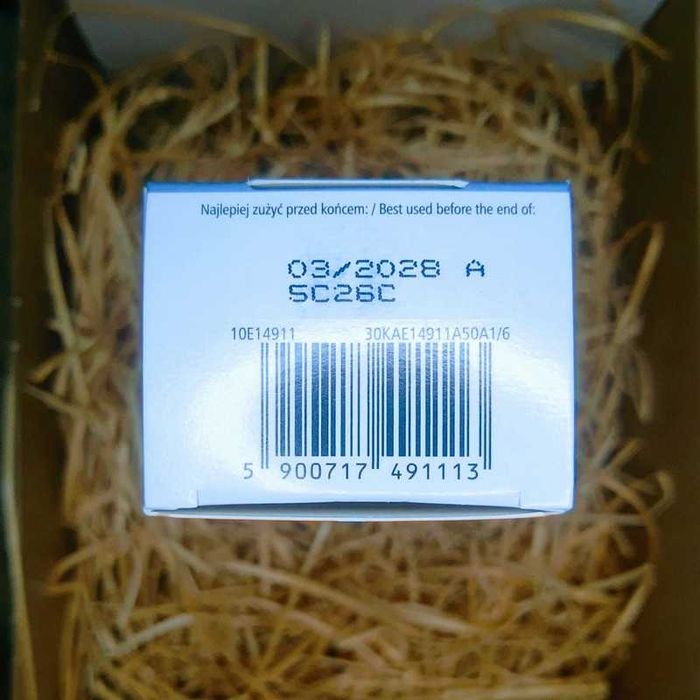 Najlepiej zużyć przed końcem: / Best used before the end of:
03/2028 A
5C26C
10E14911 30KAE14911A50A1/6
5 900717 491113